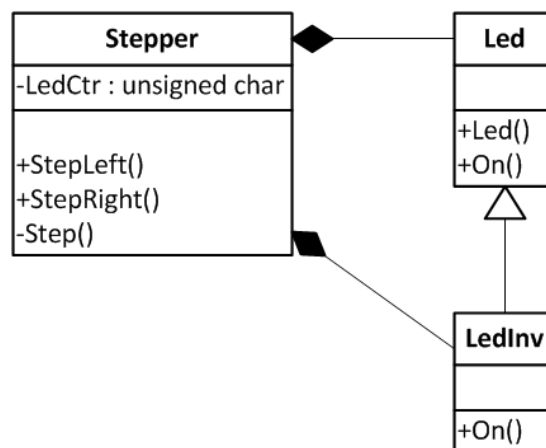 Stepper
-LedCtr : unsigned char
+StepLeft()
+StepRight()
-Step()
Led
+Led()
+On()
LedInv
+On()